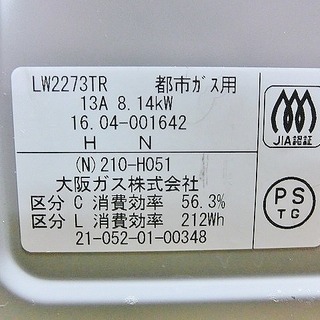 LW2273TR 都市ガス用
13A 8.14kW
16.04-001642
H N
(N)210-H051
大阪ガス株式会社
区分 C 消費効率 56.3%
区分 L 消費効率 212Wh
21-052-01-00348
JIA認証
PS
TG